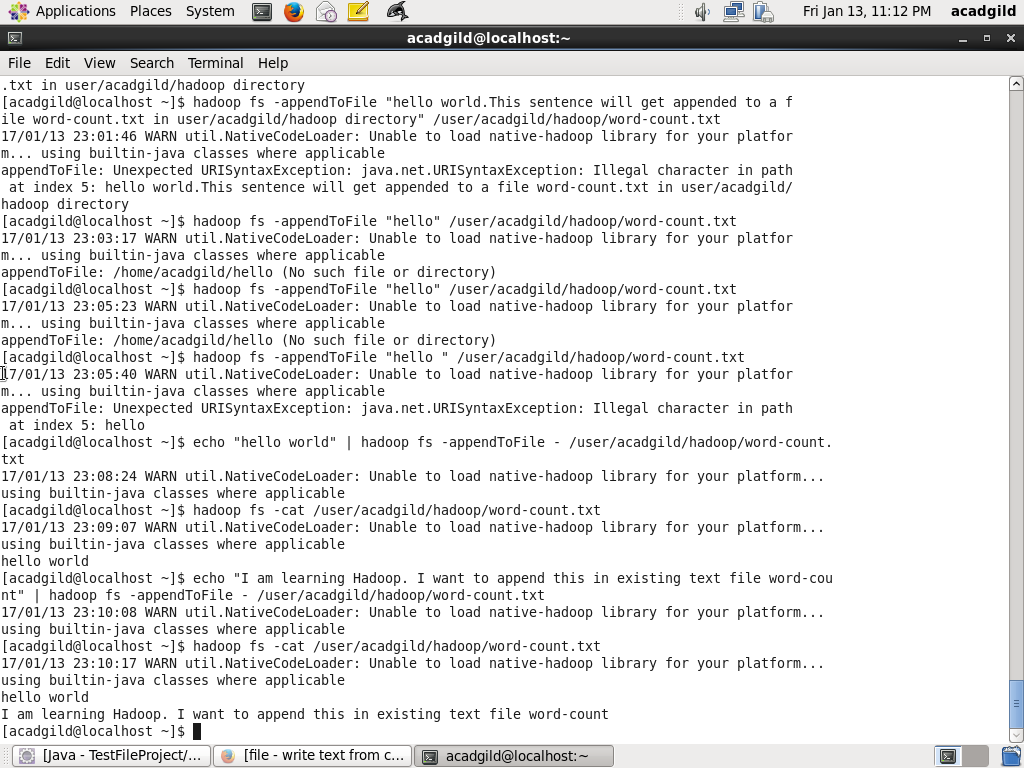 Applications Places System Fri Jan 13, 11:12 PM acadgild
acadgild@localhost:~
File Edit View Search Terminal Help
.txt in user/acadgild/hadoop directory
[acadgild@localhost ~]$ hadoop fs -appendToFile "hello world.This sentence will get appended to a f
ile word-count.txt in user/acadgild/hadoop directory" /user/acadgild/hadoop/word-count.txt
17/01/13 23:01:46 WARN util.NativeCodeLoader: Unable to load native-hadoop library for your platfor
m... using builtin-java classes where applicable
appendToFile: Unexpected URISyntaxException: java.net.URISyntaxException: Illegal character in path
 at index 5: hello world.This sentence will get appended to a file word-count.txt in user/acadgild/
hadoop directory
[acadgild@localhost ~]$ hadoop fs -appendToFile "hello" /user/acadgild/hadoop/word-count.txt
17/01/13 23:03:17 WARN util.NativeCodeLoader: Unable to load native-hadoop library for your platfor
m... using builtin-java classes where applicable
appendToFile: /home/acadgild/hello (No such file or directory)
[acadgild@localhost ~]$ hadoop fs -appendToFile "hello" /user/acadgild/hadoop/word-count.txt
17/01/13 23:05:23 WARN util.NativeCodeLoader: Unable to load native-hadoop library for your platfor
m... using builtin-java classes where applicable
appendToFile: /home/acadgild/hello (No such file or directory)
[acadgild@localhost ~]$ hadoop fs -appendToFile "hello " /user/acadgild/hadoop/word-count.txt
17/01/13 23:05:40 WARN util.NativeCodeLoader: Unable to load native-hadoop library for your platfor
m... using builtin-java classes where applicable
appendToFile: Unexpected URISyntaxException: java.net.URISyntaxException: Illegal character in path
 at index 5: hello
[acadgild@localhost ~]$ echo "hello world" | hadoop fs -appendToFile - /user/acadgild/hadoop/word-count.
txt
17/01/13 23:08:24 WARN util.NativeCodeLoader: Unable to load native-hadoop library for your platform...
using builtin-java classes where applicable
[acadgild@localhost ~]$ hadoop fs -cat /user/acadgild/hadoop/word-count.txt
17/01/13 23:09:07 WARN util.NativeCodeLoader: Unable to load native-hadoop library for your platform...
using builtin-java classes where applicable
hello world
[acadgild@localhost ~]$ echo "I am learning Hadoop. I want to append this in existing text file word-cou
nt" | hadoop fs -appendToFile - /user/acadgild/hadoop/word-count.txt
17/01/13 23:10:08 WARN util.NativeCodeLoader: Unable to load native-hadoop library for your platform...
using builtin-java classes where applicable
[acadgild@localhost ~]$ hadoop fs -cat /user/acadgild/hadoop/word-count.txt
17/01/13 23:10:17 WARN util.NativeCodeLoader: Unable to load native-hadoop library for your platform...
using builtin-java classes where applicable
hello world
I am learning Hadoop. I want to append this in existing text file word-count
[acadgild@localhost ~]$
[Java - TestFileProject/... [file - write text from c... acadgild@localhost:~